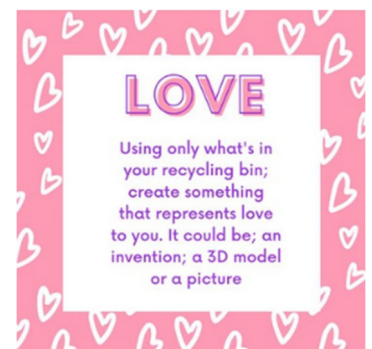 LOVE
Using only what's in
your recycling bin;
create something
that represents love
to you. It could be; an
invention; a 3D model
or a picture